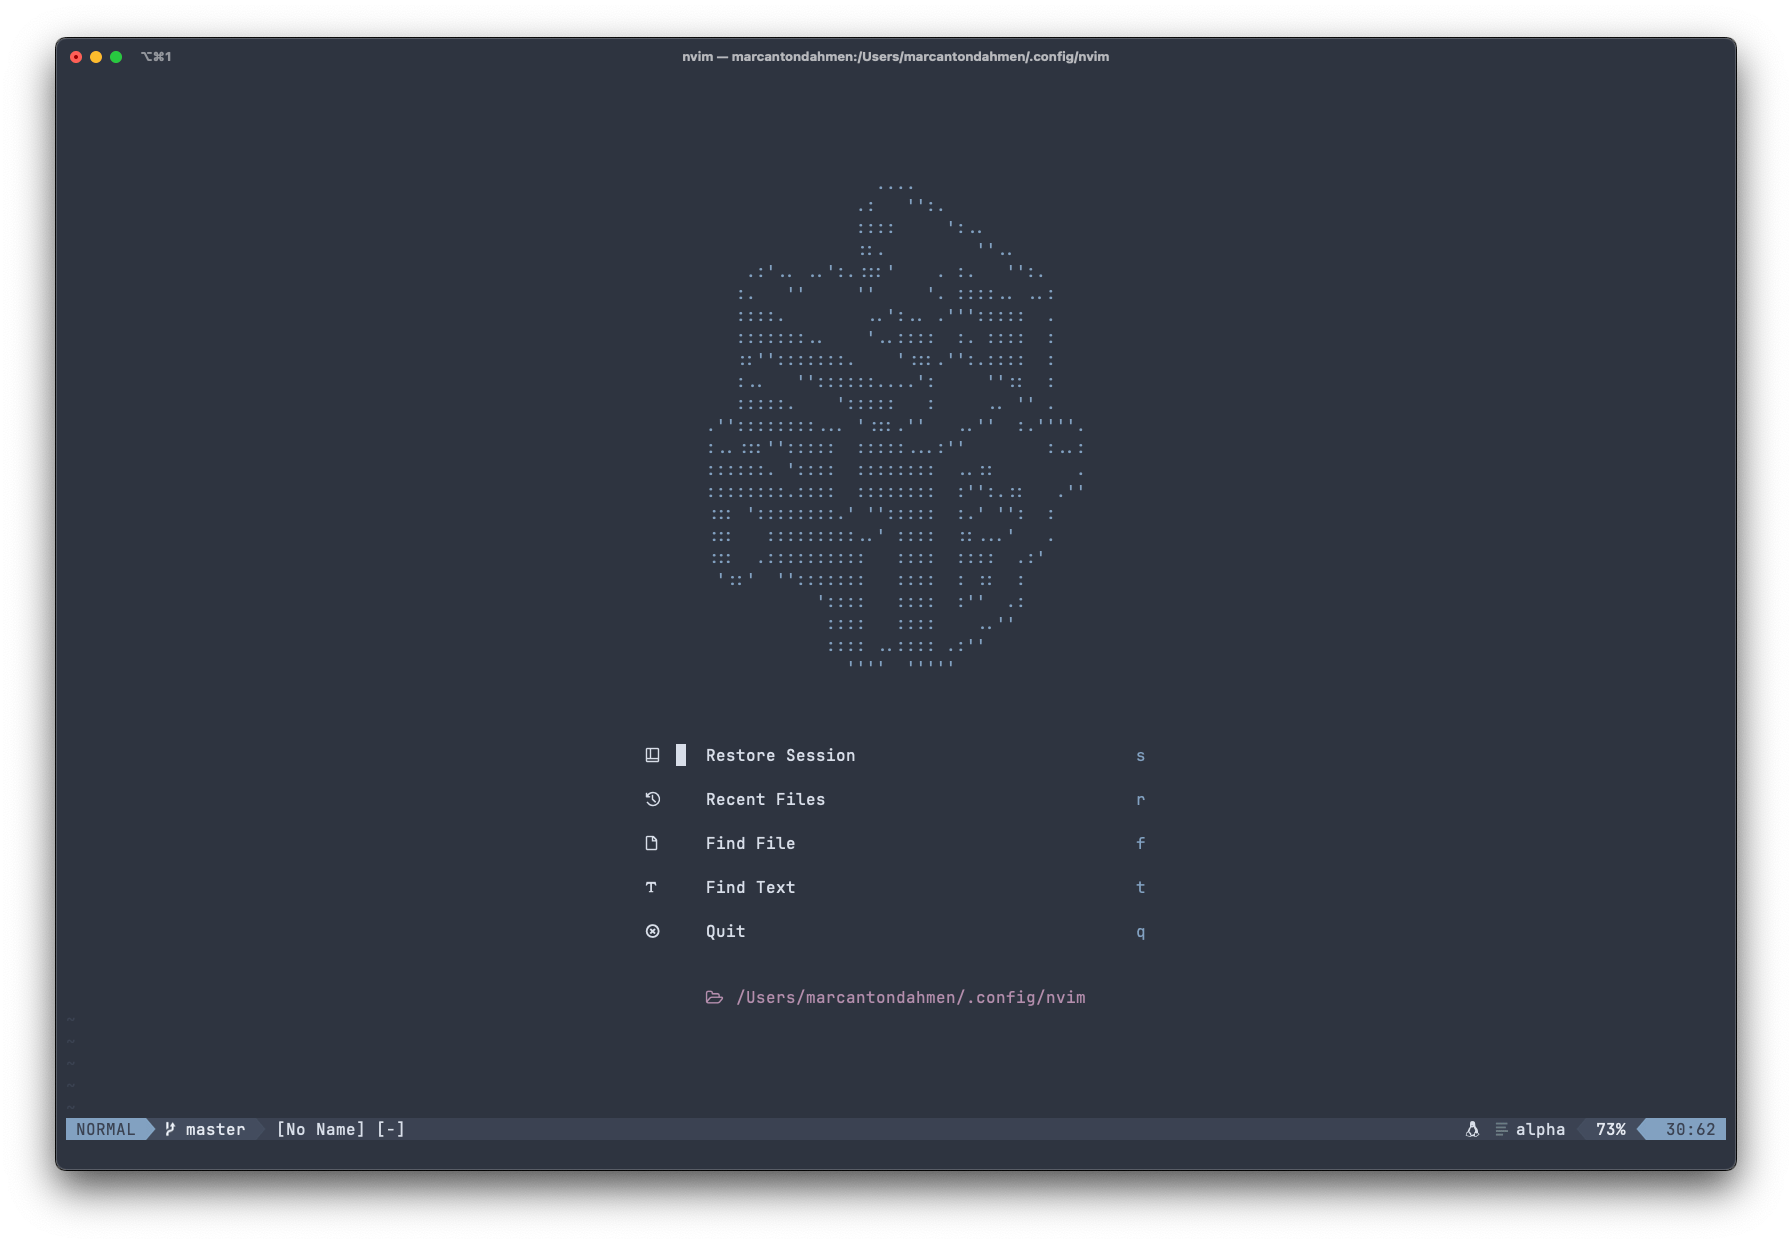 ⌥⌘1 nvim — marcantondahmen:/Users/marcantondahmen/.config/nvim
Restore Session s
Recent Files r
Find File f
Find Text t
Quit q
/Users/marcantondahmen/.config/nvim
~
~
~
~
~
NORMAL master [No Name] [-] alpha 73% 30:62